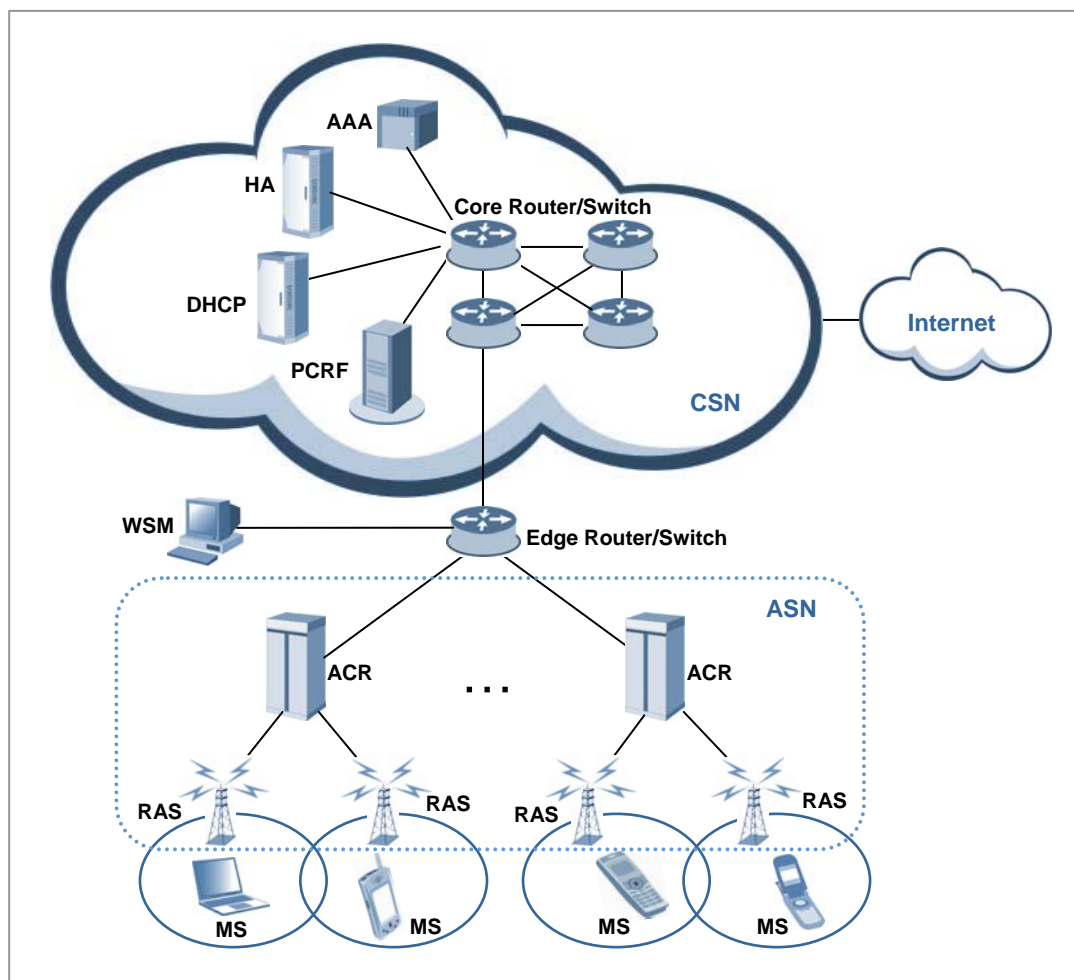 AAA
HA
Core Router/Switch
DHCP
Internet
PCRF
CSN
WSM
Edge Router/Switch
ASN
ACR
...
ACR
RAS
RAS
RAS
RAS
MS
MS
MS
MS